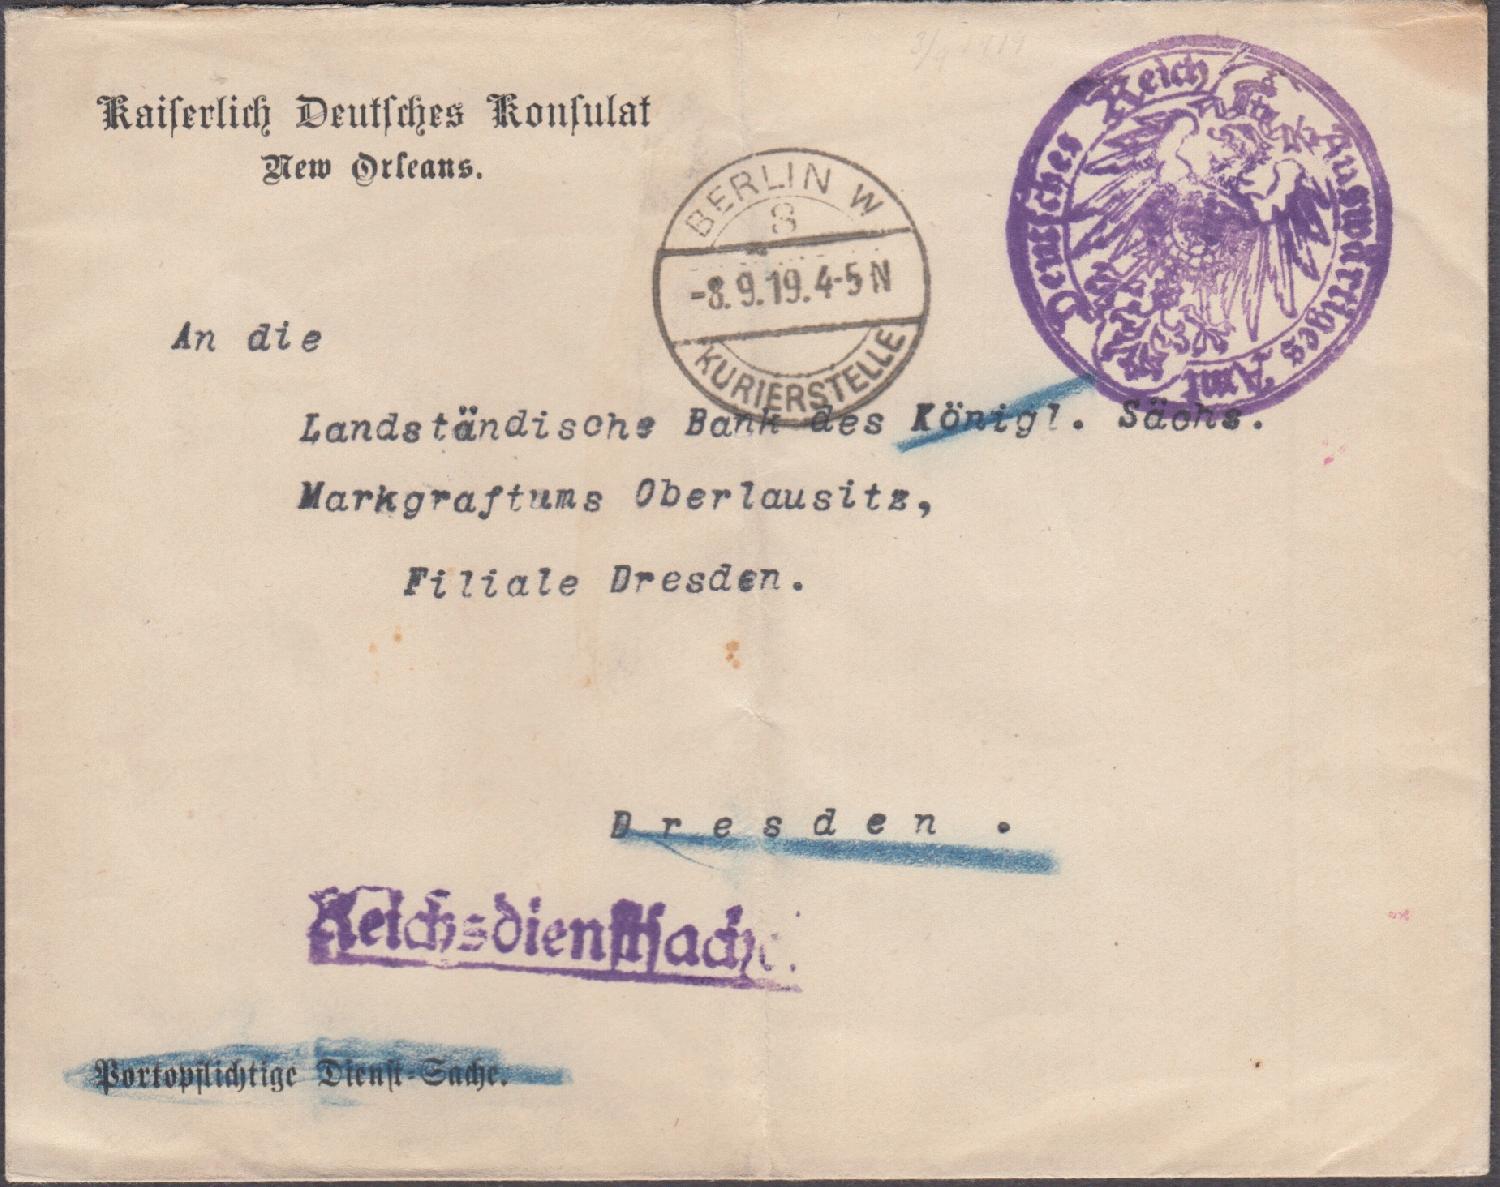 Kaiserlich Deutsches Konsulat
New Orleans.
Deutsches Reich Auswärtiges Amt
BERLIN W
8
-8.9.19.4-5N
KURIERSTELLE
An die
Landständische Bank des Königl. Sächs.
Markgraftums Oberlausitz,
Filiale Dresden.
Dresden.
Reichsdienstsache.
Portopflichtige Dienst-Sache.